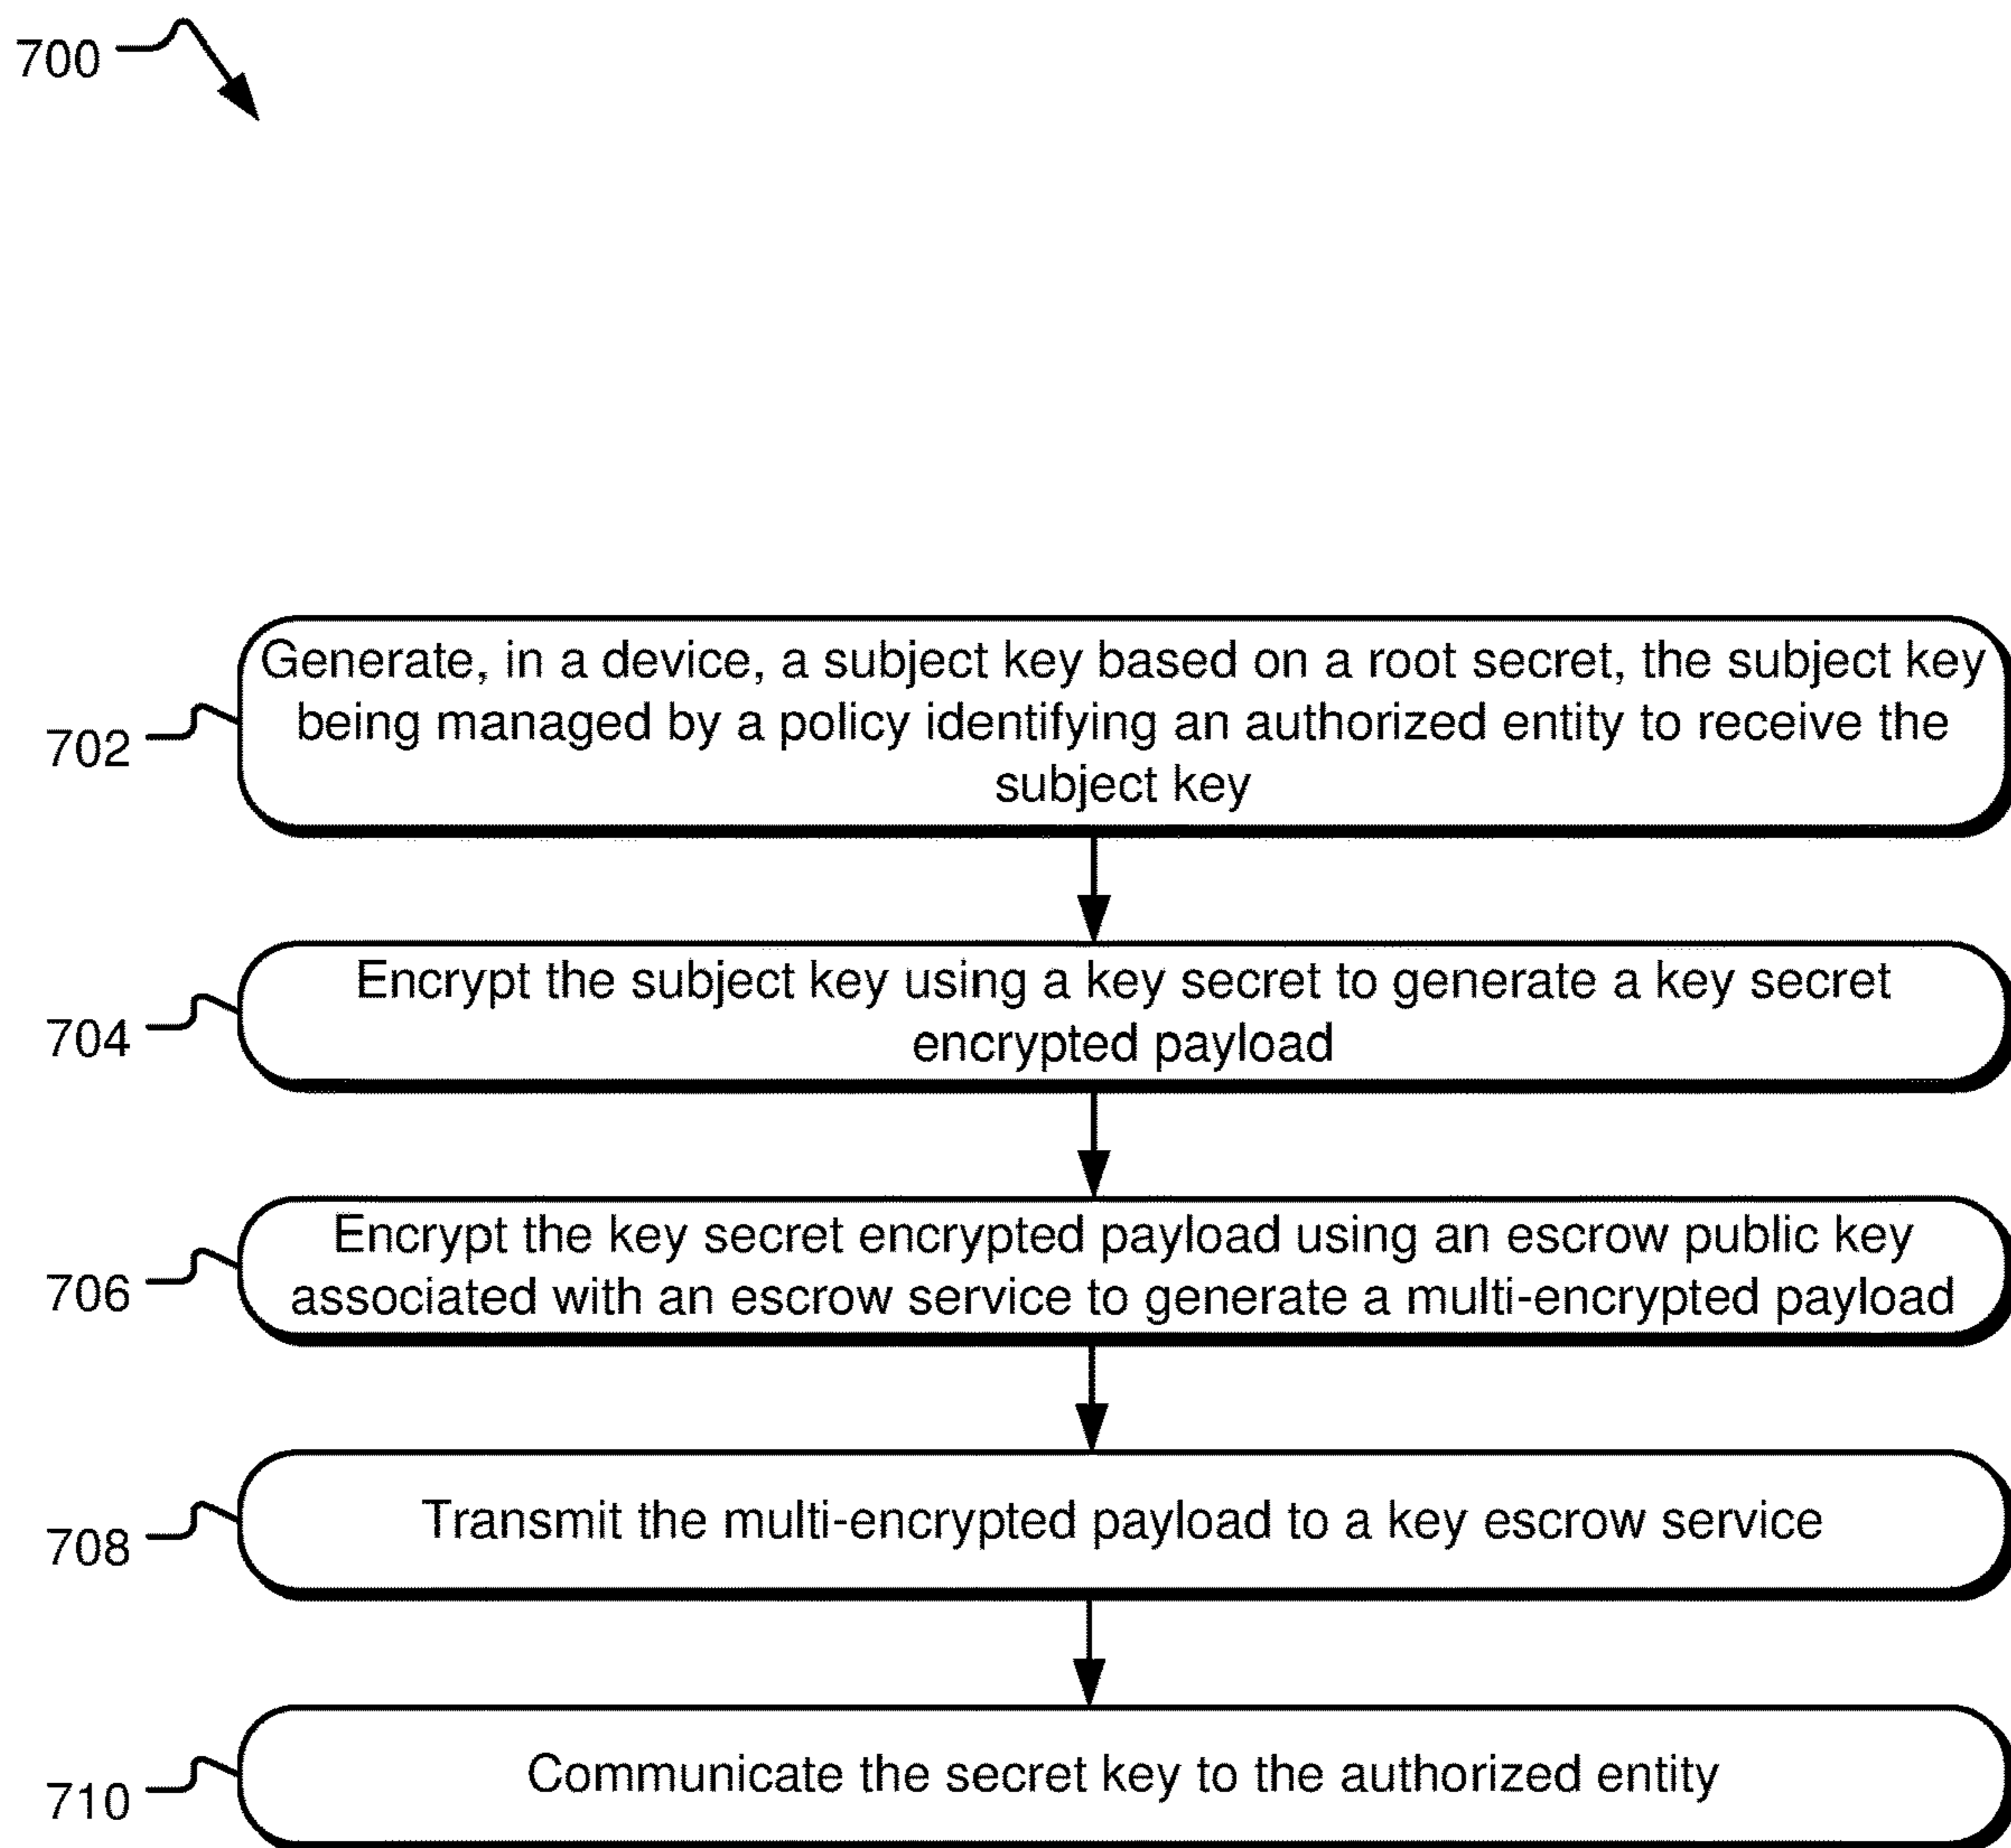 700
Generate, in a device, a subject key based on a root secret, the subject key
being managed by a policy identifying an authorized entity to receive the
subject key
702
Encrypt the subject key using a key secret to generate a key secret
encrypted payload
704
Encrypt the key secret encrypted payload using an escrow public key
associated with an escrow service to generate a multi-encrypted payload
706
Transmit the multi-encrypted payload to a key escrow service
708
Communicate the secret key to the authorized entity
710